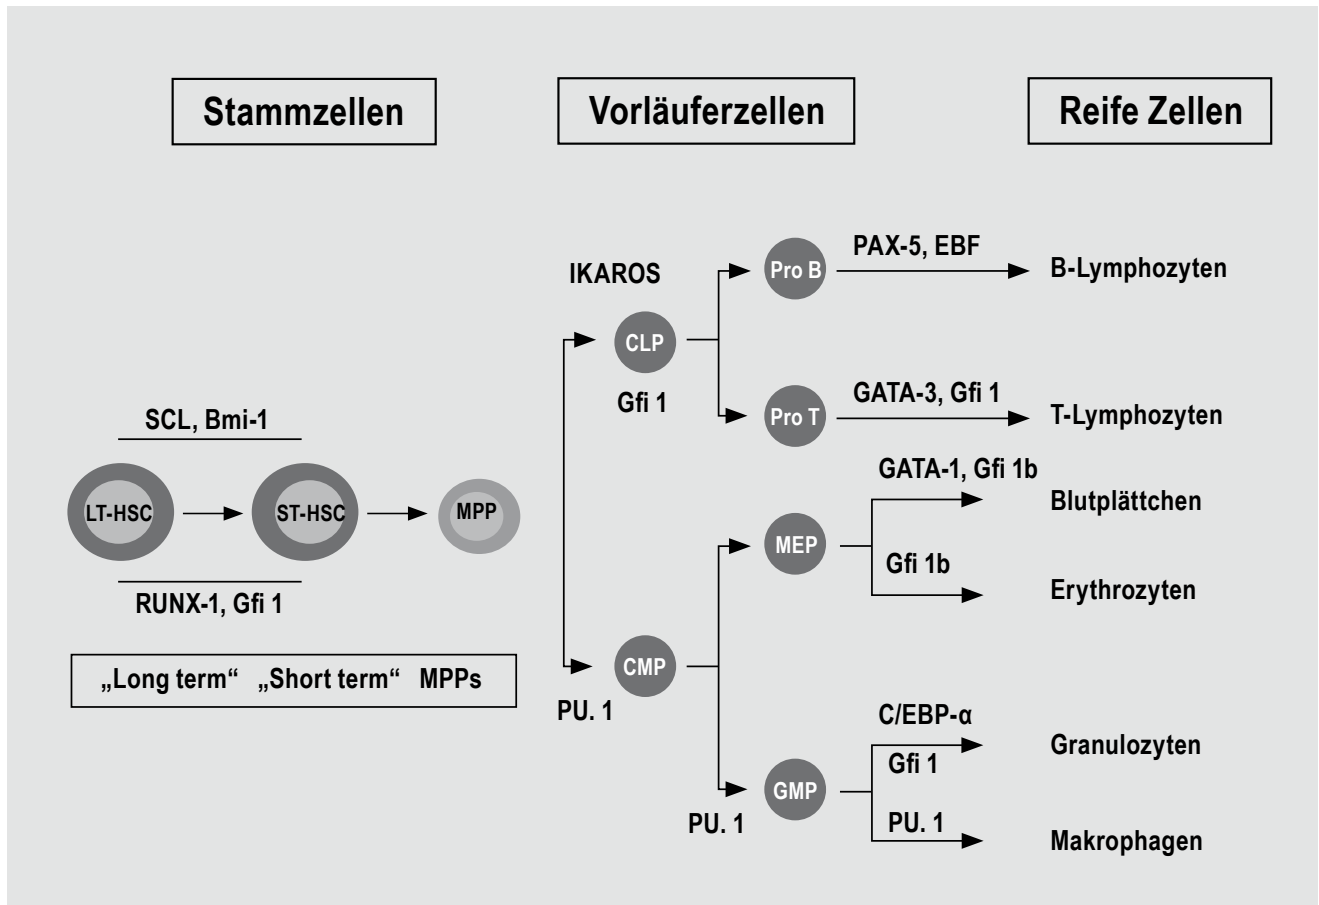 Stammzellen
Vorläuferzellen
Reife Zellen
SCL, Bmi-1
LT-HSC
ST-HSC
MPP
RUNX-1, Gfi 1
„Long term“ „Short term“ MPPs
IKAROS
CLP
Gfi 1
Pro B
PAX-5, EBF
B-Lymphozyten
Pro T
GATA-3, Gfi 1
T-Lymphozyten
CMP
PU. 1
MEP
GATA-1, Gfi 1b
Blutplättchen
Gfi 1b
Erythrozyten
GMP
PU. 1
C/EBP-α
Gfi 1
Granulozyten
PU. 1
Makrophagen